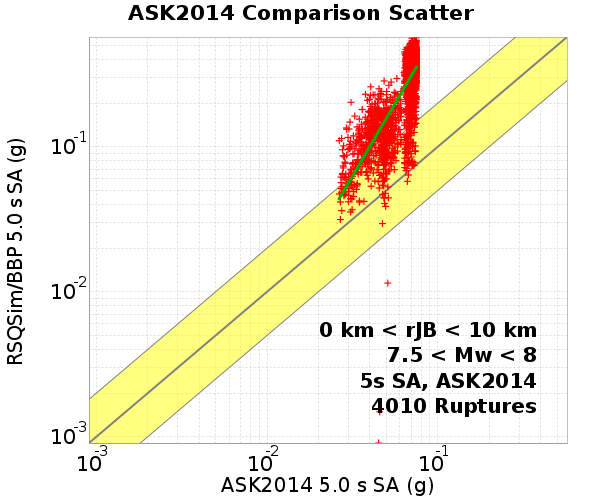 ASK2014 Comparison Scatter
RSQSim/BBP 5.0 s SA (g)
10-1
10-2
10-3
0 km < rJB < 10 km
7.5 < Mw < 8
5s SA, ASK2014
4010 Ruptures
10-3
10-2
10-1
ASK2014 5.0 s SA (g)